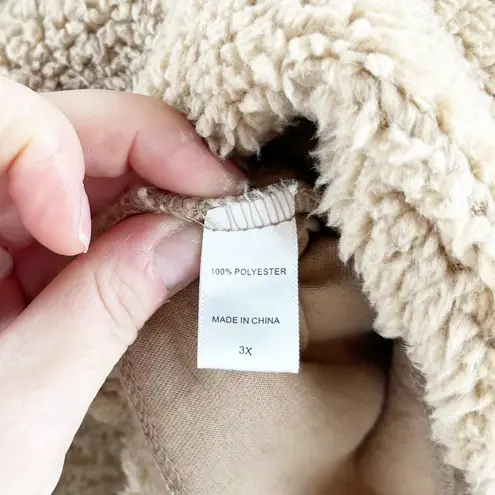 100% POLYESTER
MADE IN CHINA
3X